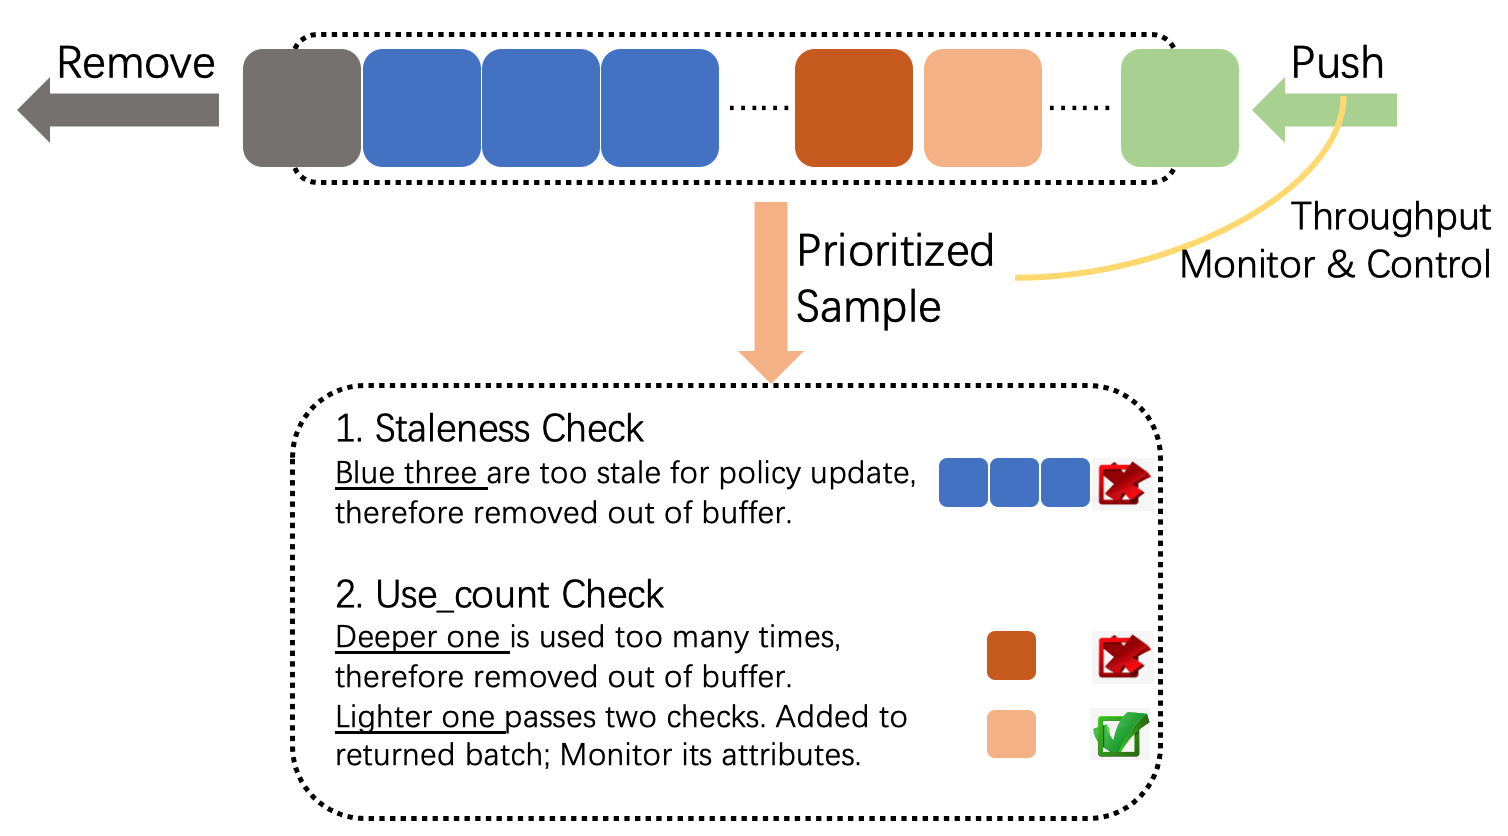 Remove
Push
Throughput
Monitor & Control
Prioritized
Sample
1. Staleness Check
Blue three are too stale for policy update,
therefore removed out of buffer.
2. Use_count Check
Deeper one is used too many times,
therefore removed out of buffer.
Lighter one passes two checks. Added to
returned batch; Monitor its attributes.